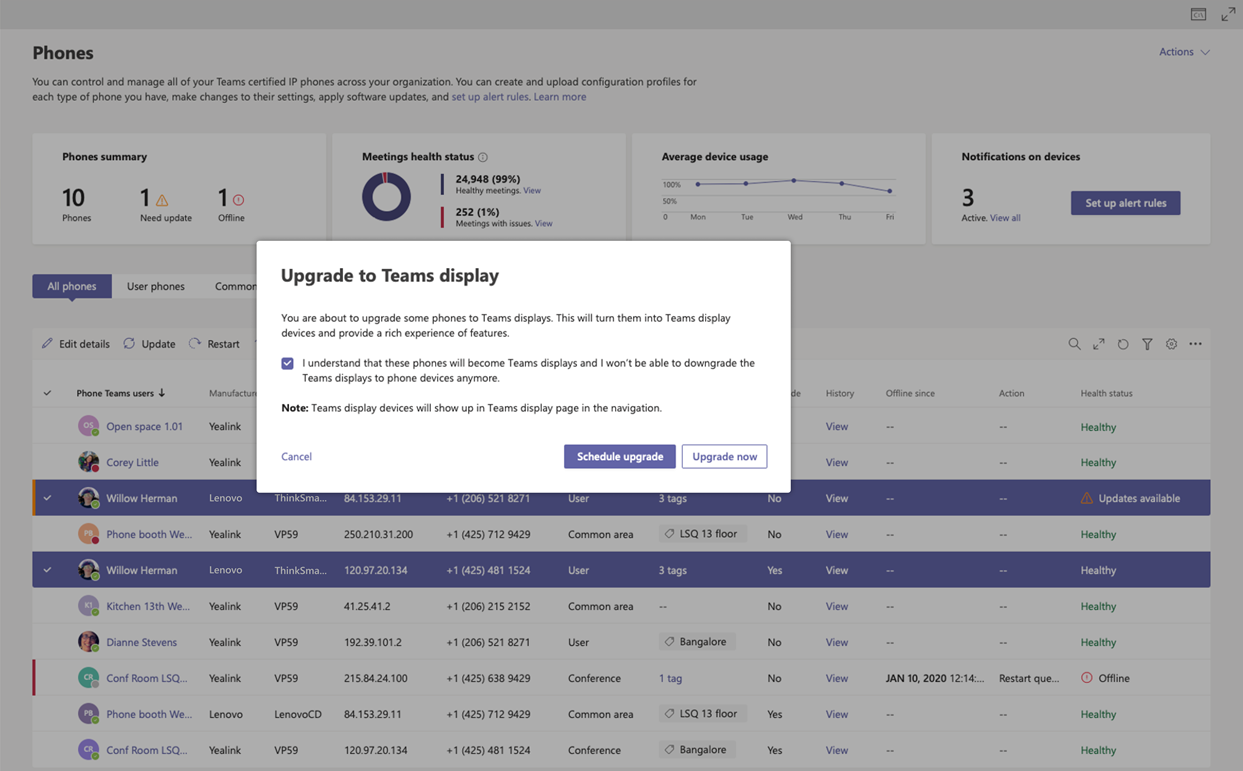 Phones
Actions
You can control and manage all of your Teams certified IP phones across your organization. You can create and upload configuration profiles for
each type of phone you have, make changes to their settings, apply software updates, and set up alert rules. Learn more
Phones summary
10 1 1
Phones Need update Offline
Meetings health status
24,948 (99%)
Healthy meetings. View
252 (1%)
Meetings with issues. View
Average device usage
100%
50%
0 Mon Tue Wed Thu Fri
Notifications on devices
3
Active. View all
Set up alert rules
All phones User phones Common
Upgrade to Teams display
You are about to upgrade some phones to Teams displays. This will turn them into Teams display
devices and provide a rich experience of features.
I understand that these phones will become Teams displays and I won't be able to downgrade the
Teams displays to phone devices anymore.
Note: Teams display devices will show up in Teams display page in the navigation.
Cancel Schedule upgrade Upgrade now
Edit details Update Restart
Phone Teams users Manufacture de History Offline since Action Health status
OS Open space 1.01 Yealink View -- -- Healthy
Corey Little Yealink View -- -- Healthy
Willow Herman Lenovo ThinkSma... 84.153.29.11 +1 (206) 521 8271 User 3 tags No View -- -- Updates available
PB Phone booth We... Yealink VP59 250.210.31.200 +1 (425) 712 9429 Common area LSQ 13 floor No View -- -- Healthy
Willow Herman Lenovo ThinkSma... 120.97.20.134 +1 (425) 481 1524 User 3 tags Yes View -- -- Healthy
K1 Kitchen 13th We... Yealink VP59 41.25.41.2 +1 (206) 215 2152 Common area -- No View -- -- Healthy
Dianne Stevens Yealink VP59 192.39.101.2 +1 (206) 521 8271 User Bangalore No View -- -- Healthy
CR Conf Room LSQ... Yealink VP59 215.84.24.100 +1 (425) 638 9429 Conference 1 tag No View JAN 10, 2020 12:14:... Restart que... Offline
PB Phone booth We... Lenovo LenovoCD 84.153.29.11 +1 (425) 712 9429 Common area LSQ 13 floor Yes View -- -- Healthy
CR Conf Room LSQ... Yealink VP59 120.97.20.134 +1 (425) 481 1524 Conference Bangalore Yes View -- -- Healthy